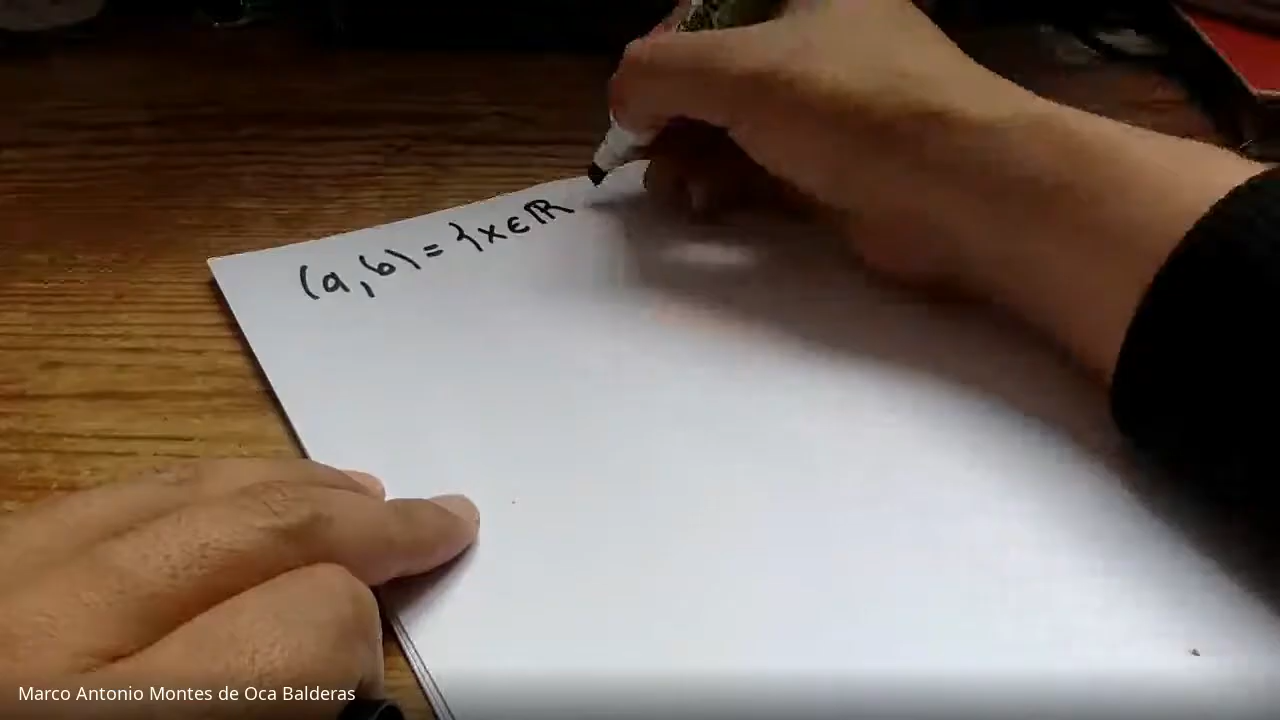 (a,b) = {x∈ℝ
Marco Antonio Montes de Oca Balderas